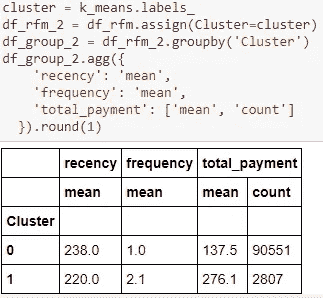 cluster = k_means.labels_
df_rfm_2 = df_rfm.assign(Cluster=cluster)
df_group_2 = df_rfm_2.groupby('Cluster')
df_group_2.agg({
    'recency': 'mean',
    'frequency': 'mean',
    'total_payment': ['mean', 'count']
  }).round(1)
recency frequency total_payment
mean mean mean count
Cluster
0 238.0 1.0 137.5 90551
1 220.0 2.1 276.1 2807